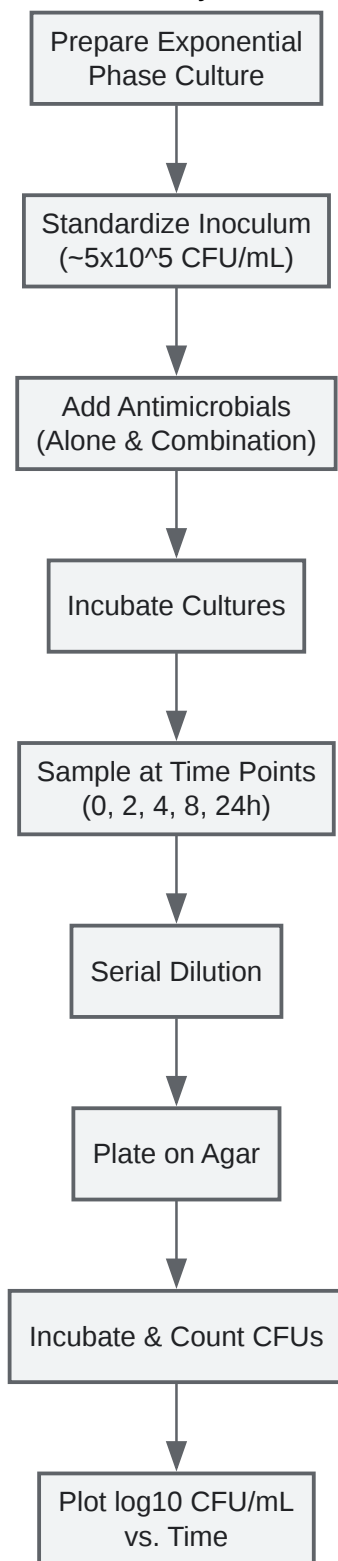 Prepare Exponential
Phase Culture
Standardize Inoculum
(~5x10^5 CFU/mL)
Add Antimicrobials
(Alone & Combination)
Incubate Cultures
Sample at Time Points
(0, 2, 4, 8, 24h)
Serial Dilution
Plate on Agar
Incubate & Count CFUs
Plot log10 CFU/mL
vs. Time